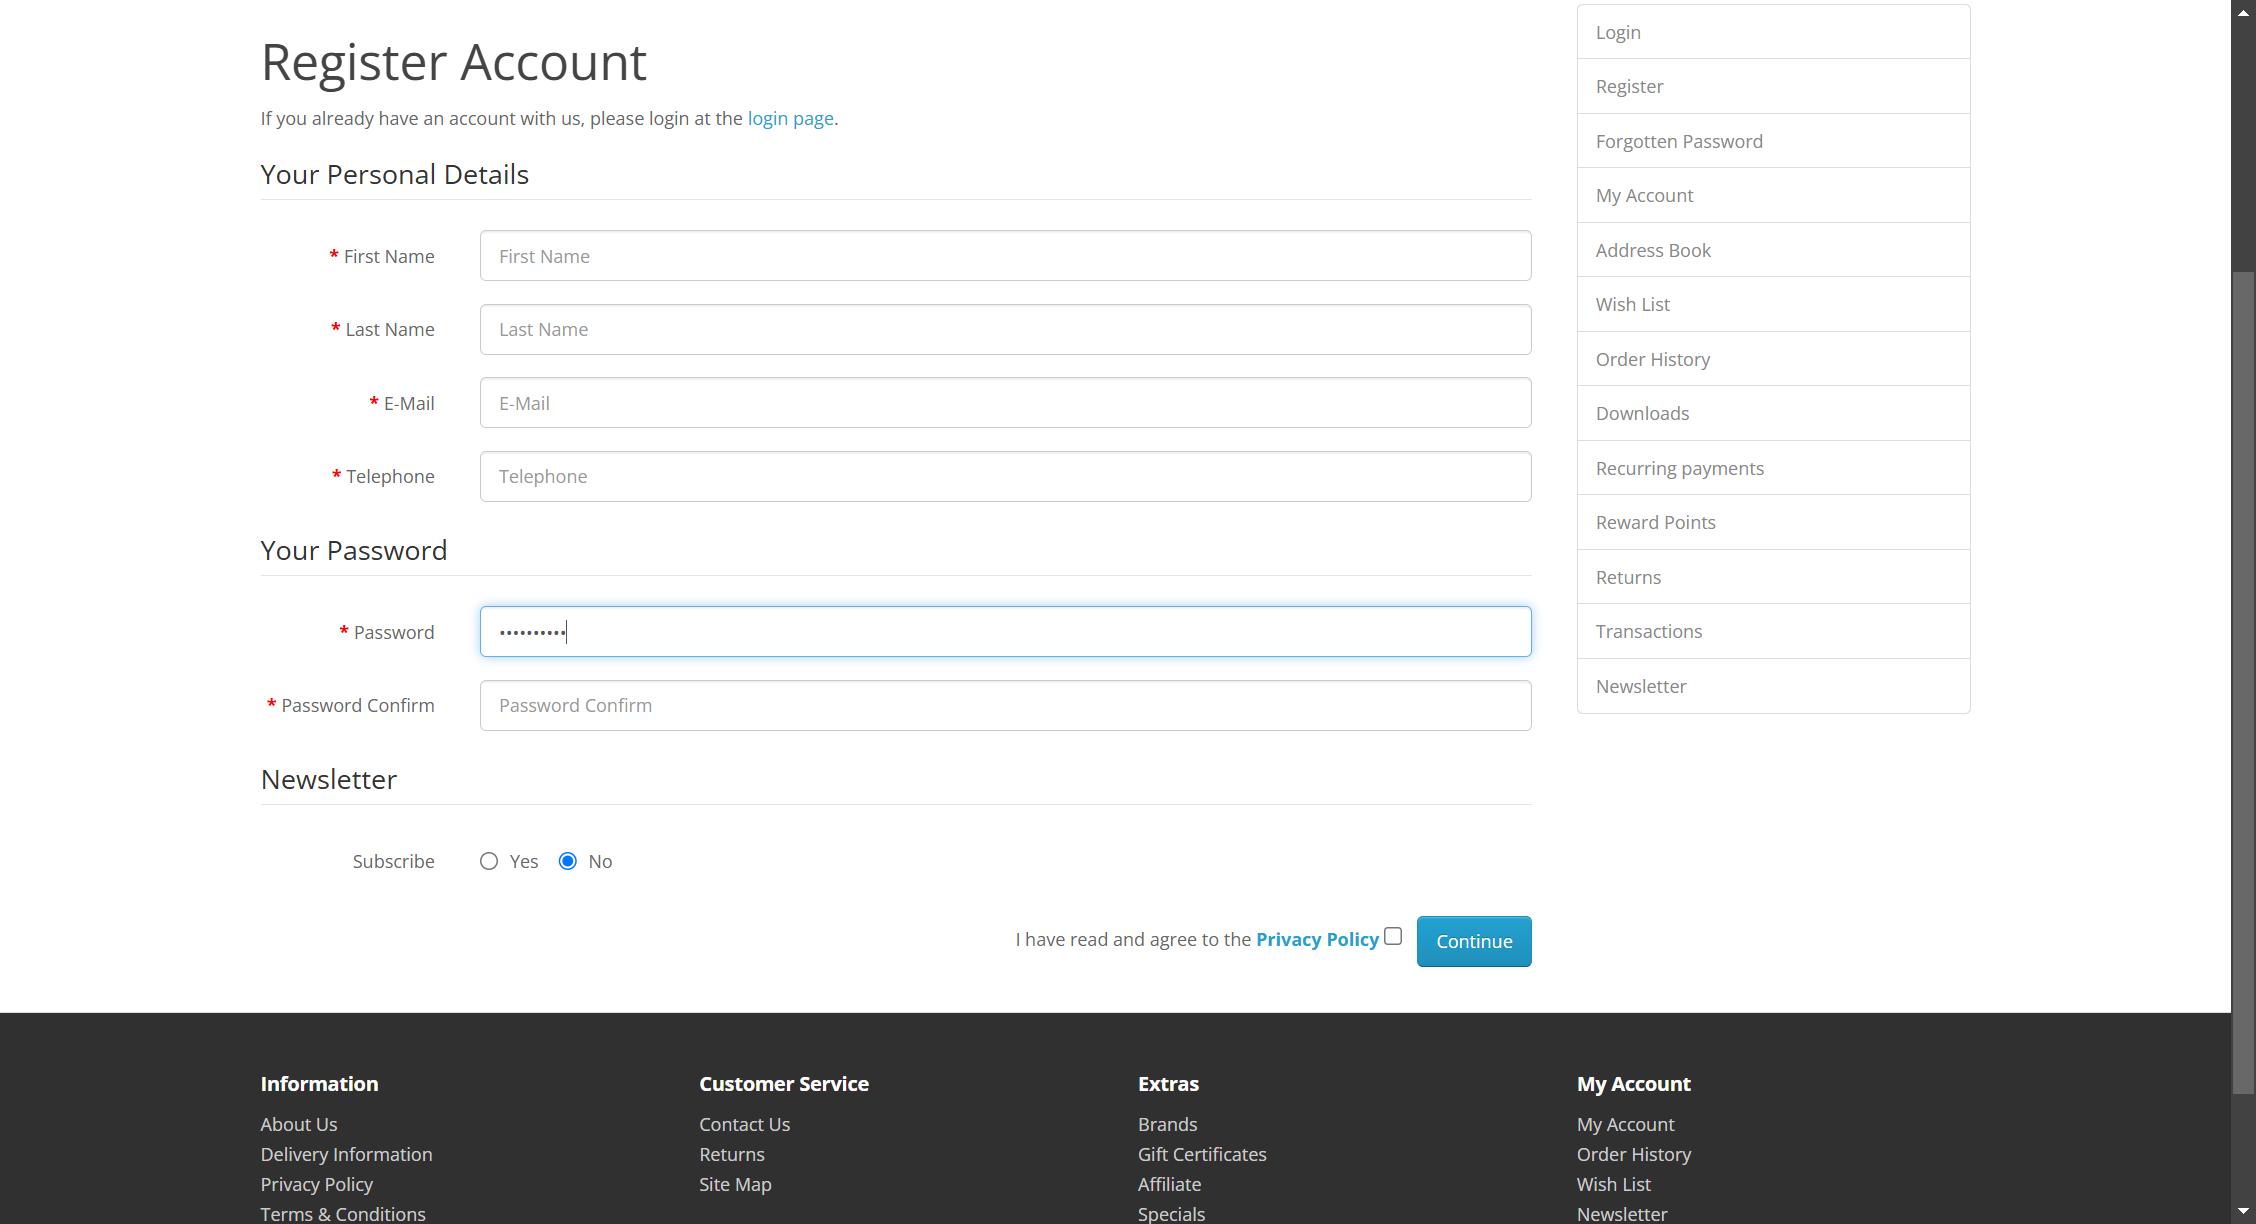 Register Account
If you already have an account with us, please login at the login page.
Your Personal Details
* First Name
First Name
* Last Name
Last Name
* E-Mail
E-Mail
* Telephone
Telephone
Your Password
* Password
••••••••••
* Password Confirm
Password Confirm
Newsletter
Subscribe
Yes
No
I have read and agree to the Privacy Policy
Continue
Login
Register
Forgotten Password
My Account
Address Book
Wish List
Order History
Downloads
Recurring payments
Reward Points
Returns
Transactions
Newsletter
Information
About Us
Delivery Information
Privacy Policy
Terms & Conditions
Customer Service
Contact Us
Returns
Site Map
Extras
Brands
Gift Certificates
Affiliate
Specials
My Account
My Account
Order History
Wish List
Newsletter